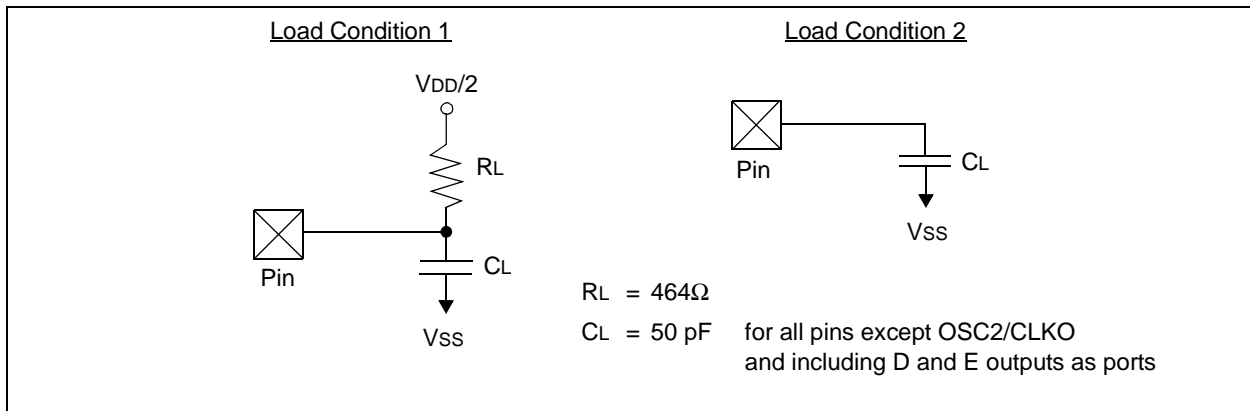 Load Condition 1
VDD/2
RL
Pin
CL
VSS
Load Condition 2
Pin
CL
VSS
RL = 464Ω
CL = 50 pF for all pins except OSC2/CLKO
and including D and E outputs as ports